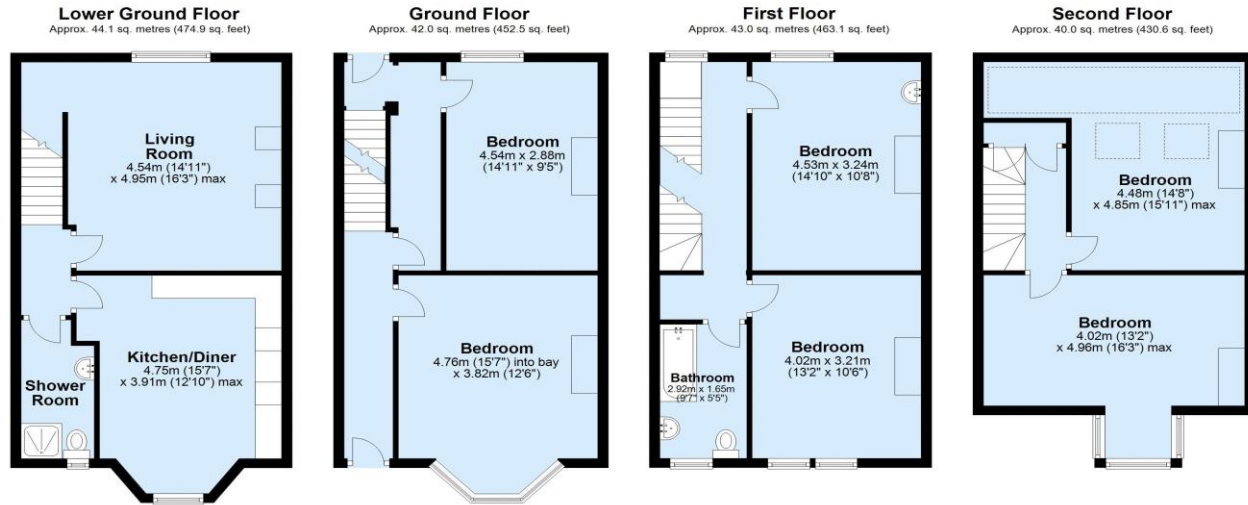 Lower Ground Floor
Approx. 44.1 sq. metres (474.9 sq. feet)
Living
Room
4.54m (14'11")
x 4.95m (16'3") max
Kitchen/Diner
4.75m (15'7")
x 3.91m (12'10") max
Shower
Room
Ground Floor
Approx. 42.0 sq. metres (452.5 sq. feet)
Bedroom
4.54m x 2.88m
(14'11" x 9'5")
Bedroom
4.76m (15'7") into bay
x 3.82m (12'6")
First Floor
Approx. 43.0 sq. metres (463.1 sq. feet)
Bedroom
4.53m x 3.24m
(14'10" x 10'8")
Bedroom
4.02m x 3.21m
(13'2" x 10'6")
Bathroom
2.92m x 1.65m
(9'7" x 5'5")
Second Floor
Approx. 40.0 sq. metres (430.6 sq. feet)
Bedroom
4.48m (14'8")
x 4.85m (15'11") max
Bedroom
4.02m (13'2")
x 4.96m (16'3") max